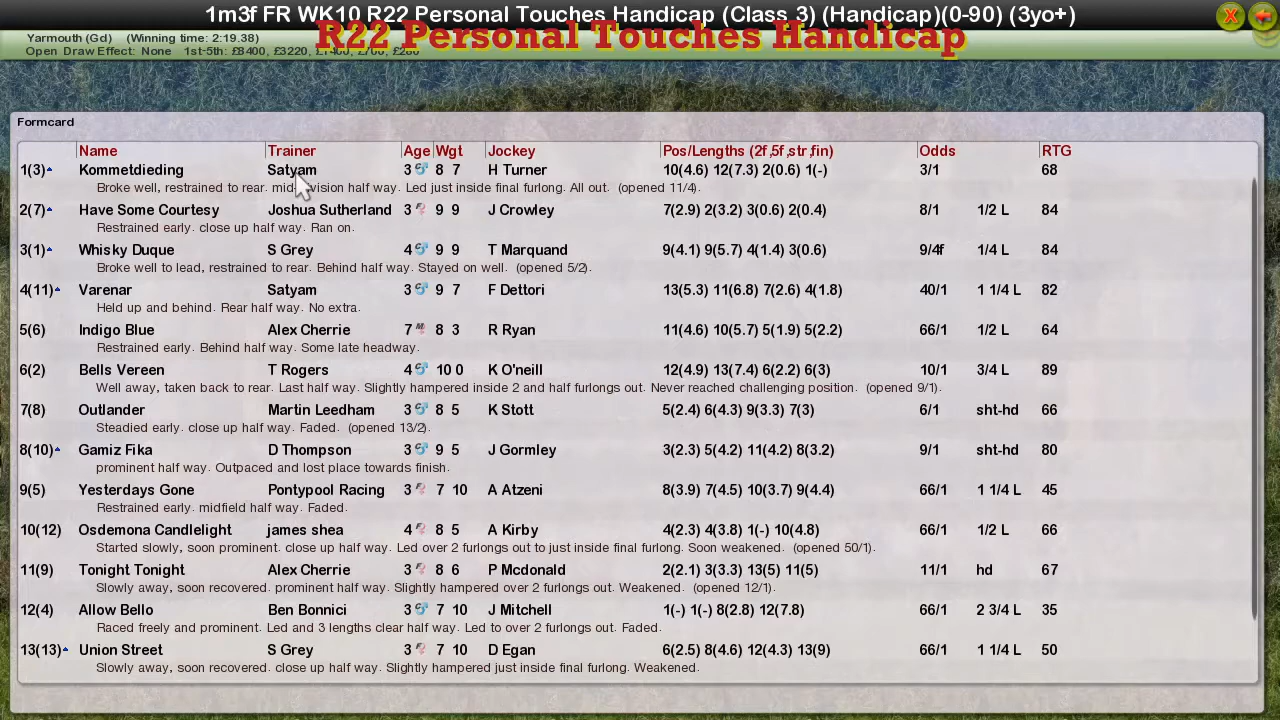 1m3f FR WK10 R22 Personal Touches Handicap (Class 3) (Handicap)(0-90) (3yo+)
R22 Personal Touches Handicap
Yarmouth (Gd) (Winning time: 2:19.38)
Open Draw Effect: None 1st-5th: £8400, £3220, £1400, £700, £280
Formcard
Name Trainer Age Wgt Jockey Pos/Lengths (2f,5f,str,fin) Odds RTG
1(3) Kommetdieding Satyam 3 8 7 H Turner 10(4.6) 12(7.3) 2(0.6) 1(-) 3/1 68
Broke well, restrained to rear. half way. Led just inside final furlong. All out. (opened 11/4).
2(7) Have Some Courtesy Joshua Sutherland 3 9 9 J Crowley 7(2.9) 2(3.2) 3(0.6) 2(0.4) 8/1 1/2 L 84
Restrained early. close up half way. Ran on.
3(1) Whisky Duque S Grey 4 9 9 T Marquand 9(4.1) 9(5.7) 4(1.4) 3(0.6) 9/4f 1/4 L 84
Broke well to lead, restrained to rear. Behind half way. Stayed on well. (opened 5/2).
4(11) Varenar Satyam 3 9 7 F Dettori 13(5.3) 11(6.8) 7(2.6) 4(1.8) 40/1 1 1/4 L 82
Held up and behind. Rear half way. No extra.
5(6) Indigo Blue Alex Cherrie 7 8 3 R Ryan 11(4.6) 10(5.7) 5(1.9) 5(2.2) 66/1 1/2 L 64
Restrained early. Behind half way. Some late headway.
6(2) Bells Vereen T Rogers 4 10 0 K O'neill 12(4.9) 13(7.4) 6(2.2) 6(3) 10/1 3/4 L 89
Well away, taken back to rear. Last half way. Slightly hampered inside 2 and half furlongs out. Never reached challenging position. (opened 9/1).
7(8) Outlander Martin Leedham 3 8 5 K Stott 5(2.4) 6(4.3) 9(3.3) 7(3) 6/1 sht-hd 66
Steadied early. close up half way. Faded. (opened 13/2).
8(10) Gamiz Fika D Thompson 3 9 5 J Gormley 3(2.3) 5(4.2) 11(4.2) 8(3.2) 9/1 sht-hd 80
prominent half way. Outpaced and lost place towards finish.
9(5) Yesterdays Gone Pontypool Racing 3 7 10 A Atzeni 8(3.9) 7(4.5) 10(3.7) 9(4.4) 66/1 1 1/4 L 45
Restrained early. midfield half way. Faded.
10(12) Osdemona Candlelight james shea 4 8 5 A Kirby 4(2.3) 4(3.8) 1(-) 10(4.8) 66/1 1/2 L 66
Started slowly, soon prominent. close up half way. Led over 2 furlongs out to just inside final furlong. Soon weakened. (opened 50/1).
11(9) Tonight Tonight Alex Cherrie 3 8 6 P Mcdonald 2(2.1) 3(3.3) 13(5) 11(5) 11/1 hd 67
Slowly away, soon recovered. prominent half way. Slightly hampered over 2 furlongs out. Weakened. (opened 12/1).
12(4) Allow Bello Ben Bonnici 3 7 10 J Mitchell 1(-) 1(-) 8(2.8) 12(7.8) 66/1 2 3/4 L 35
Raced freely and prominent. Led and 3 lengths clear half way. Led to over 2 furlongs out. Faded.
13(13) Union Street S Grey 3 7 10 D Egan 6(2.5) 8(4.6) 12(4.3) 13(9) 66/1 1 1/4 L 50
Slowly away, soon recovered. close up half way. Slightly hampered just inside final furlong. Weakened.